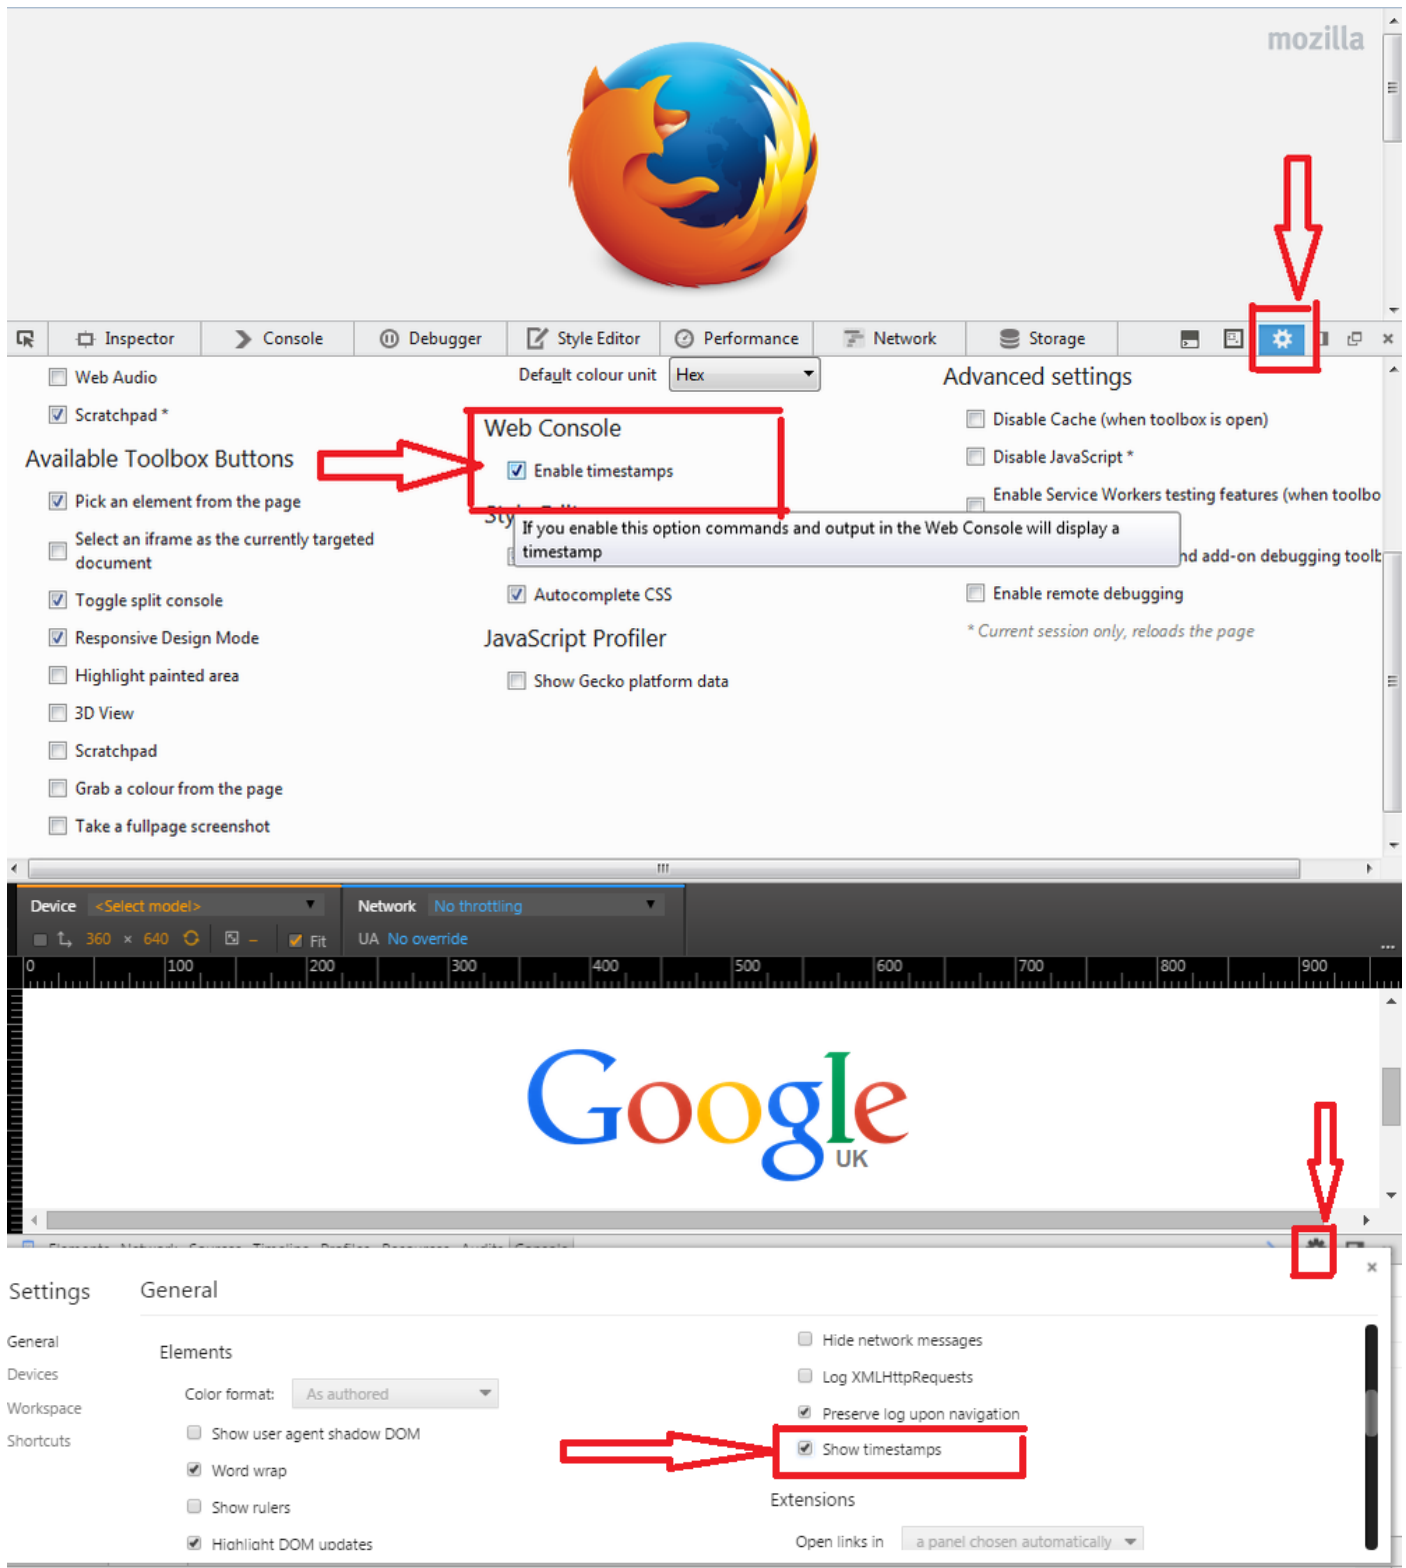 mozilla
Inspector
Console
Debugger
Style Editor
Performance
Network
Storage
Web Audio
Scratchpad *
Available Toolbox Buttons
Pick an element from the page
Select an iframe as the currently targeted
document
Toggle split console
Responsive Design Mode
Highlight painted area
3D View
Scratchpad
Grab a colour from the page
Take a fullpage screenshot
Default colour unit Hex
Web Console
Enable timestamps
If you enable this option commands and output in the Web Console will display a
timestamp
Autocomplete CSS
JavaScript Profiler
Show Gecko platform data
Advanced settings
Disable Cache (when toolbox is open)
Disable JavaScript *
Enable Service Workers testing features (when toolbo
nd add-on debugging toolb
Enable remote debugging
* Current session only, reloads the page
Device <Select model> Network No throttling
360 × 640 Fit UA No override
0 100 200 300 400 500 600 700 800 900
Google
UK
Elements Network Sources Timeline Profiles Resources Audits Console
Settings
General
Devices
Workspace
Shortcuts
General
Elements
Color format: As authored
Show user agent shadow DOM
Word wrap
Show rulers
Highlight DOM updates
Hide network messages
Log XMLHttpRequests
Preserve log upon navigation
Show timestamps
Extensions
Open links in a panel chosen automatically